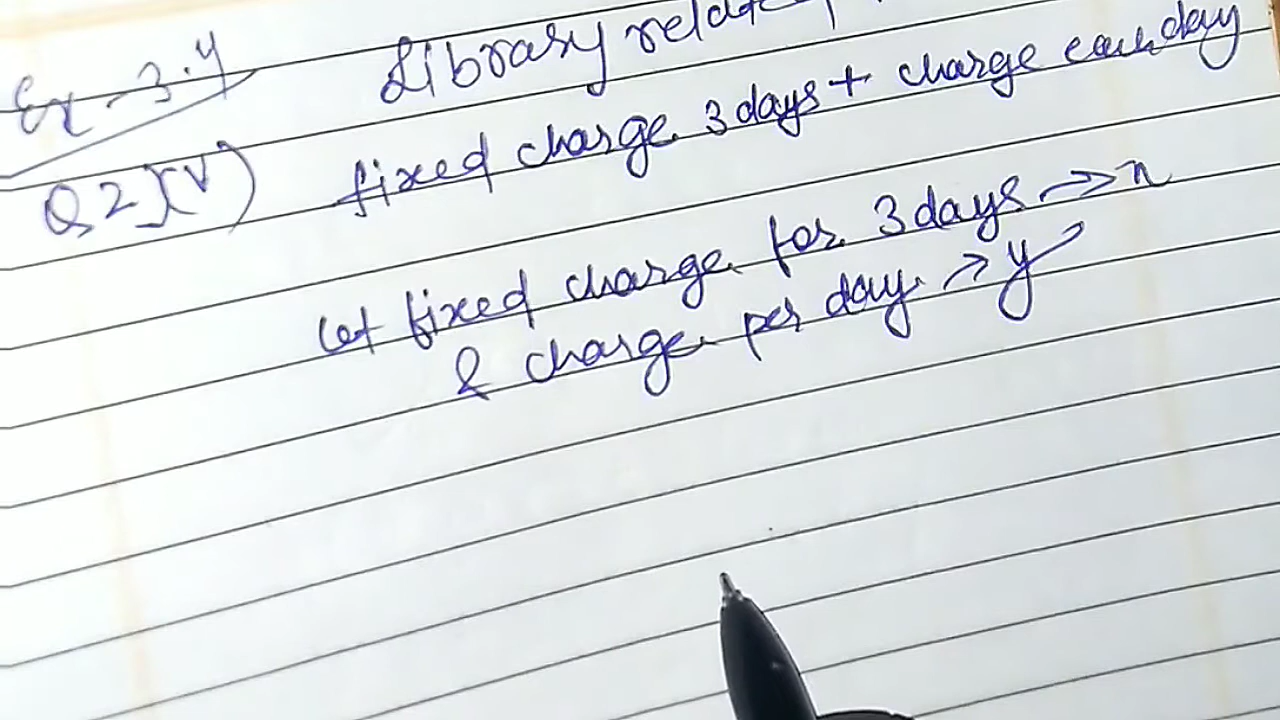 Ex - 3.4
Library related
Q2](V) fixed charge 3 days + charge each day
Let fixed charge for 3 days → x
& charge per day → y